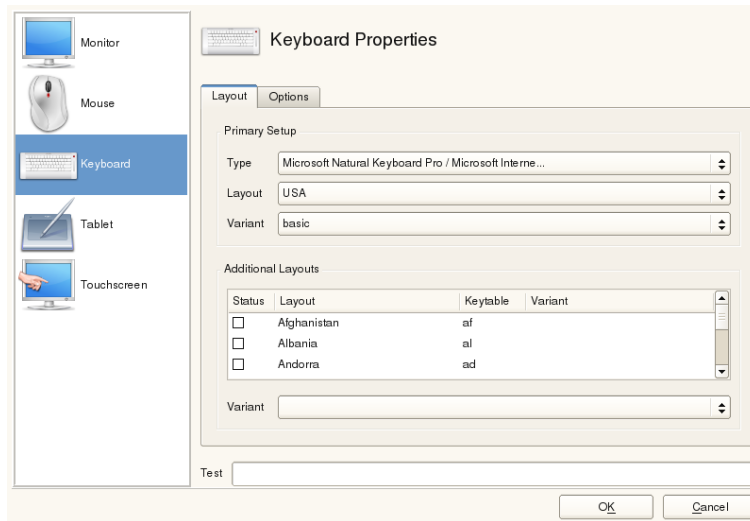 Monitor
Mouse
Keyboard
Tablet
Touchscreen
Keyboard Properties
Layout Options
Primary Setup
Type Microsoft Natural Keyboard Pro / Microsoft Interne...
Layout USA
Variant basic
Additional Layouts
Status Layout Keytable Variant
Afghanistan af
Albania al
Andorra ad
Variant
Test
OK Cancel